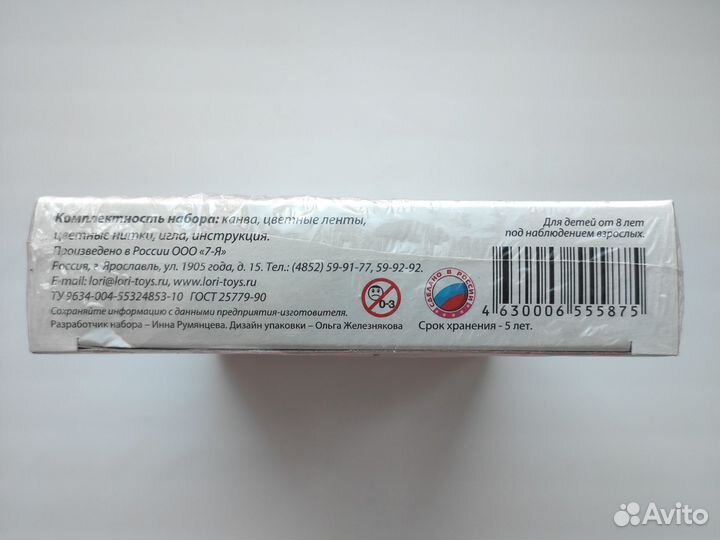 Комплектность набора: канва, цветные ленты,
цветные нитки, игла, инструкция.
Произведено в России ООО «7-Я»
Россия, г. Ярославль, ул. 1905 года, д. 15. Тел.: (4852) 59-91-77, 59-92-92.
E-mail: lori@lori-toys.ru, www.lori-toys.ru
ТУ 9634-004-55324853-10 ГОСТ 25779-90
Сохраняйте информацию с данными предприятия-изготовителя.
Разработчик набора – Инна Румянцева. Дизайн упаковки – Ольга Железнякова
0-3
СДЕЛАНО В РОССИИ
Для детей от 8 лет
под наблюдением взрослых.
4 630006 555875
Срок хранения - 5 лет.
Avito